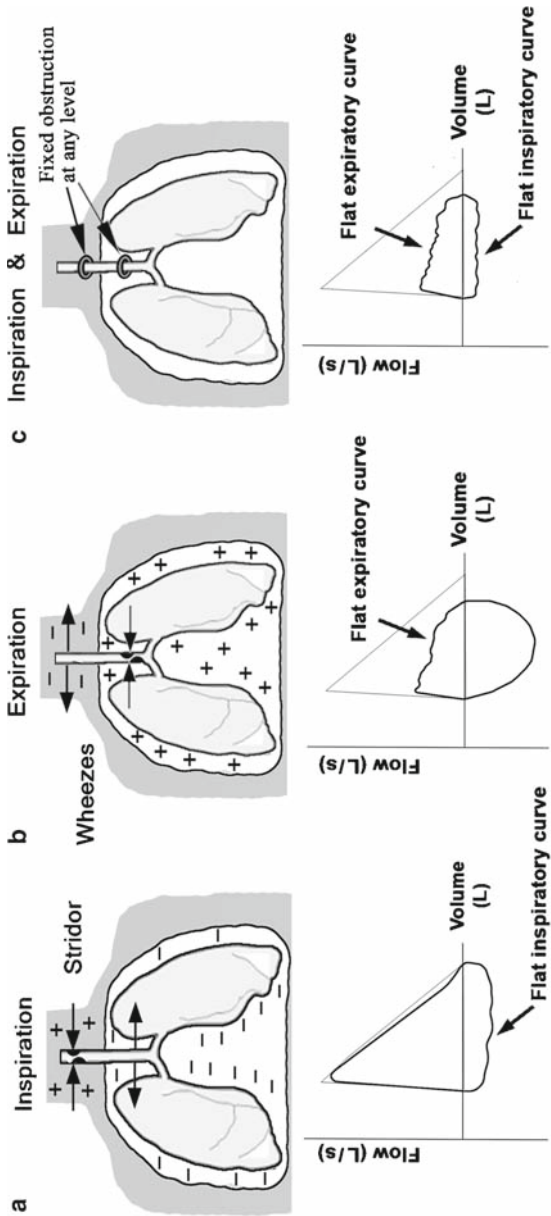 a
Inspiration
Stridor
+ +
+ +
Flow (L/s)
Volume
(L)
Flat inspiratory curve
b
Expiration
Wheezes
Flow (L/s)
Flat expiratory curve
Volume
(L)
c
Inspiration & Expiration
Fixed obstruction
at any level
Flow (L/s)
Flat expiratory curve
Volume
(L)
Flat inspiratory curve